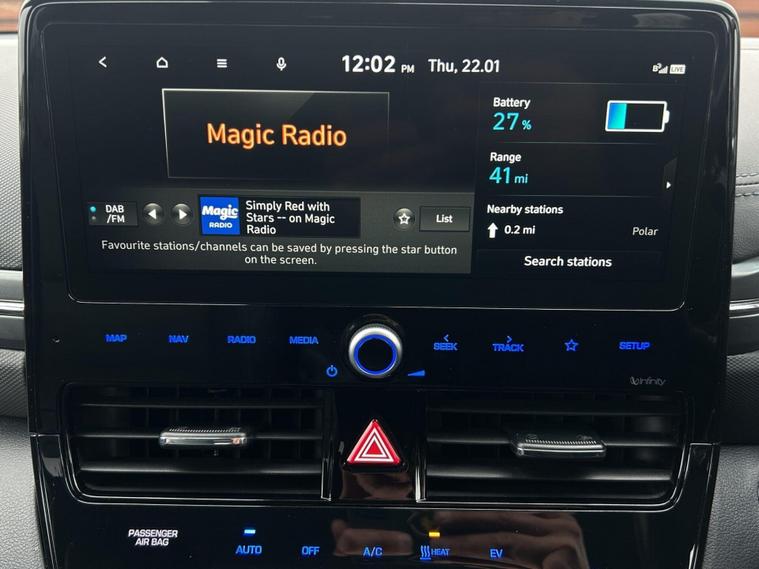 12:02 PM Thu, 22.01
LIVE
Magic Radio
Battery
27 %
Range
41 mi
Nearby stations
0.2 mi Polar
Search stations
DAB
/FM
Magic
RADIO
Simply Red with
Stars -- on Magic
Radio
List
Favourite stations/channels can be saved by pressing the star button
on the screen.
MAP NAV RADIO MEDIA SEEK TRACK SETUP
Infinity
PASSENGER
AIR BAG
AUTO OFF A/C HEAT EV